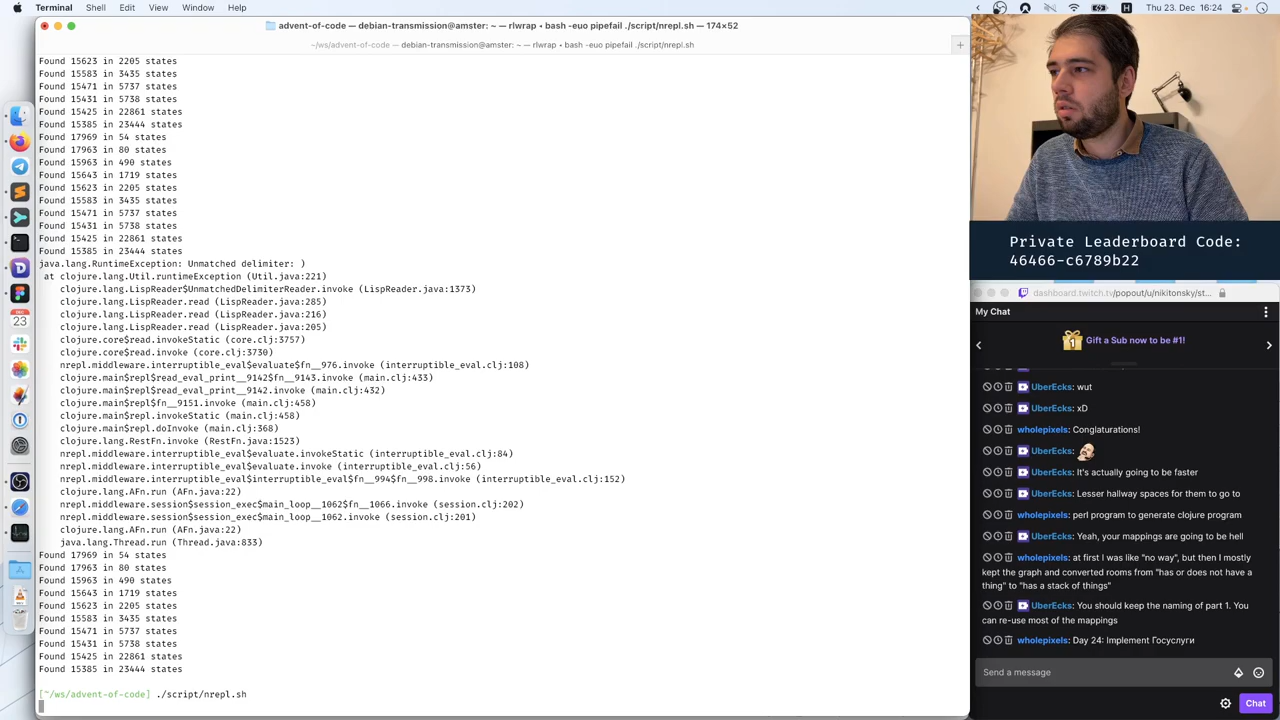 Terminal Shell Edit View Window Help
Thu 23. Dec 16:24
advent-of-code — debian-transmission@amster: ~ — rlwrap • bash -euo pipefail ./script/nrepl.sh — 174×52
~/ws/advent-of-code — debian-transmission@amster: ~ — rlwrap • bash -euo pipefail ./script/nrepl.sh
Found 15623 in 2205 states
Found 15583 in 3435 states
Found 15471 in 5737 states
Found 15431 in 5738 states
Found 15425 in 22861 states
Found 15385 in 23444 states
Found 17969 in 54 states
Found 17963 in 80 states
Found 15963 in 490 states
Found 15643 in 1719 states
Found 15623 in 2205 states
Found 15583 in 3435 states
Found 15471 in 5737 states
Found 15431 in 5738 states
Found 15425 in 22861 states
Found 15385 in 23444 states
java.lang.RuntimeException: Unmatched delimiter: )
at clojure.lang.Util.runtimeException (Util.java:221)
clojure.lang.LispReader$UnmatchedDelimiterReader.invoke (LispReader.java:1373)
clojure.lang.LispReader.read (LispReader.java:285)
clojure.lang.LispReader.read (LispReader.java:216)
clojure.lang.LispReader.read (LispReader.java:205)
clojure.core$read.invokeStatic (core.clj:3757)
clojure.core$read.invoke (core.clj:3730)
nrepl.middleware.interruptible_eval$evaluate$fn__976.invoke (interruptible_eval.clj:108)
clojure.main$repl$read_eval_print__9142$fn__9143.invoke (main.clj:433)
clojure.main$repl$read_eval_print__9142.invoke (main.clj:432)
clojure.main$repl$fn__9151.invoke (main.clj:458)
clojure.main$repl.invokeStatic (main.clj:458)
clojure.main$repl.doInvoke (main.clj:368)
clojure.lang.RestFn.invoke (RestFn.java:1523)
nrepl.middleware.interruptible_eval$evaluate.invokeStatic (interruptible_eval.clj:84)
nrepl.middleware.interruptible_eval$evaluate.invoke (interruptible_eval.clj:56)
nrepl.middleware.interruptible_eval$interruptible_eval$fn__994$fn__998.invoke (interruptible_eval.clj:152)
clojure.lang.AFn.run (AFn.java:22)
nrepl.middleware.session$session_exec$main_loop__1062$fn__1066.invoke (session.clj:202)
nrepl.middleware.session$session_exec$main_loop__1062.invoke (session.clj:201)
clojure.lang.AFn.run (AFn.java:22)
java.lang.Thread.run (Thread.java:833)
Found 17969 in 54 states
Found 17963 in 80 states
Found 15963 in 490 states
Found 15643 in 1719 states
Found 15623 in 2205 states
Found 15583 in 3435 states
Found 15471 in 5737 states
Found 15431 in 5738 states
Found 15425 in 22861 states
Found 15385 in 23444 states
[~/ws/advent-of-code] ./script/nrepl.sh
Private Leaderboard Code:
46466-c6789b22
dashboard.twitch.tv/popout/u/nikitonsky/st...
My Chat
Gift a Sub now to be #1!
UberEcks: wut
UberEcks: xD
wholepixels: Conglaturations!
UberEcks:
UberEcks: It's actually going to be faster
UberEcks: Lesser hallway spaces for them to go to
wholepixels: perl program to generate clojure program
UberEcks: Yeah, your mappings are going to be hell
wholepixels: at first I was like "no way", but then I mostly
kept the graph and converted rooms from "has or does not have a
thing" to "has a stack of things"
UberEcks: You should keep the naming of part 1. You
can re-use most of the mappings
wholepixels: Day 24: Implement Госуслуги
Send a message
Chat